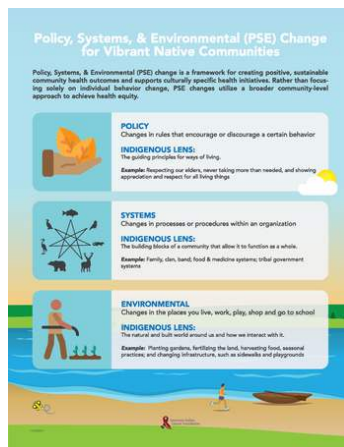 Policy, Systems, & Environmental (PSE) Change
for Vibrant Native Communities
Policy, Systems, & Environmental (PSE) change is a framework for creating positive, sustainable
community health outcomes and supports culturally specific health initiatives. Rather than focus-
ing solely on individual behavior change, PSE changes utilize a broader community-level
approach to achieve health equity.
POLICY
Changes in rules that encourage or discourage a certain behavior
INDIGENOUS LENS:
The guiding principles for ways of living.
Example: Respecting our elders, never taking more than needed, and showing
appreciation and respect for all living things
SYSTEMS
Changes in processes or procedures within an organization
INDIGENOUS LENS:
The building blocks of a community that allow it to function as a whole.
Example: Family, clan, band; food & medicine systems; tribal government
systems
ENVIRONMENTAL
Changes in the places you live, work, play, shop and go to school
INDIGENOUS LENS:
The natural and built world around us and how we interact with it.
Example: Planting gardens, fertilizing the land, harvesting food, seasonal
practices; and changing infrastructure, such as sidewalks and playgrounds